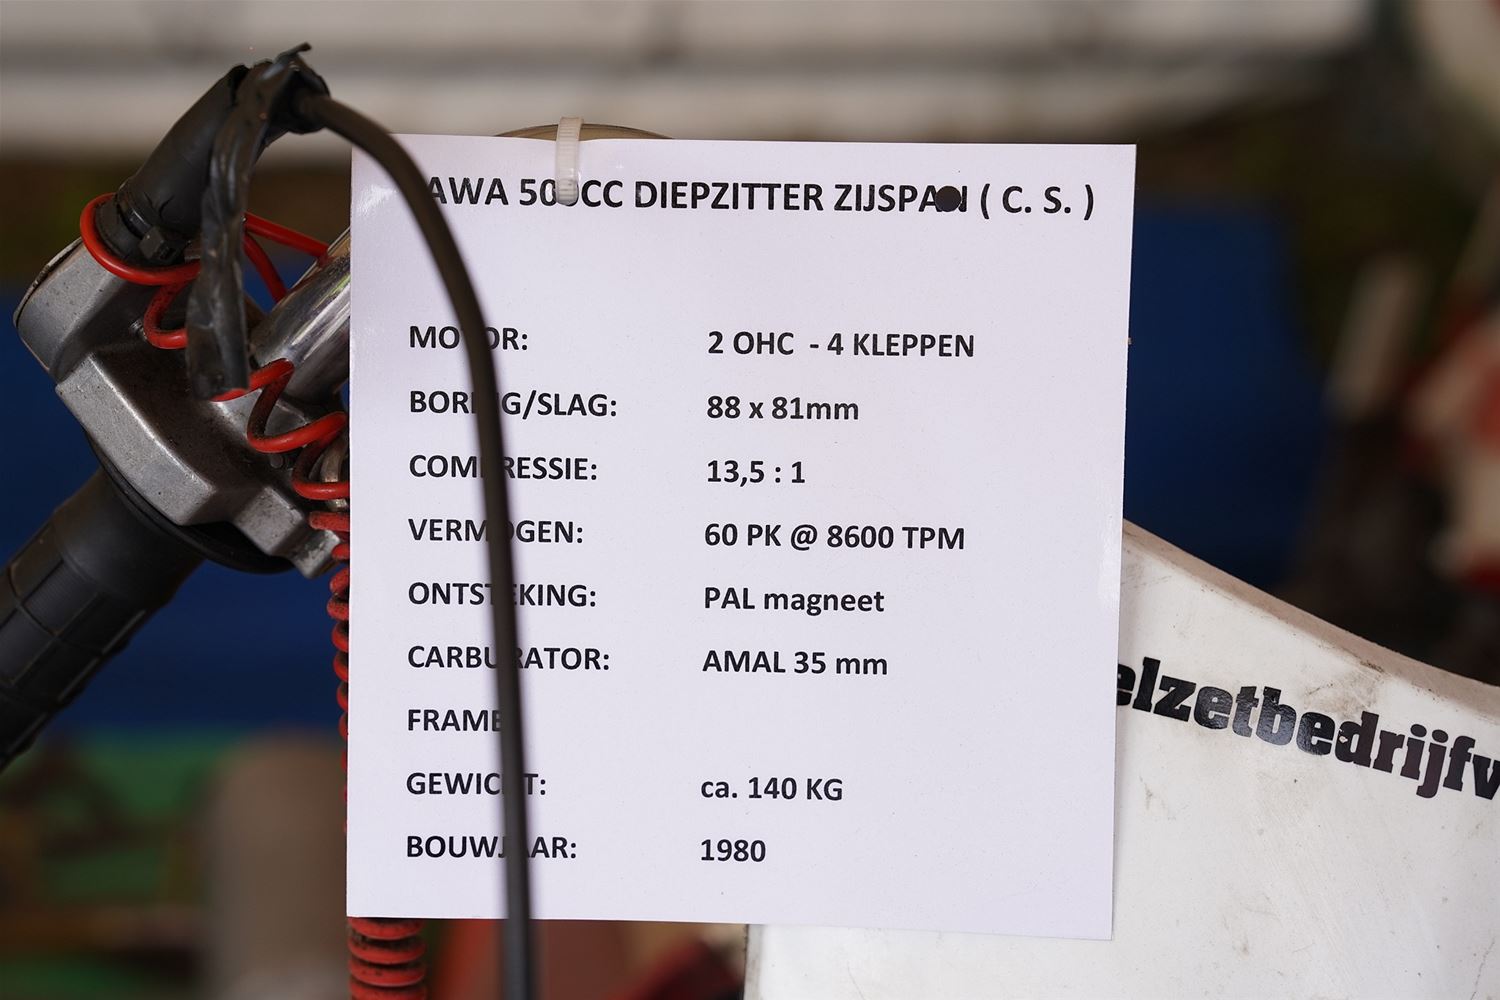 JAWA 500CC DIEPZITTER ZIJSPAN ( C. S. )
MOTOR: 2 OHC - 4 KLEPPEN
BORING/SLAG: 88 x 81mm
COMPRESSIE: 13,5 : 1
VERMOGEN: 60 PK @ 8600 TPM
ONTSTEKING: PAL magneet
CARBURATOR: AMAL 35 mm
FRAME
GEWICHT: ca. 140 KG
BOUWJAAR: 1980
elzetbedrijfv